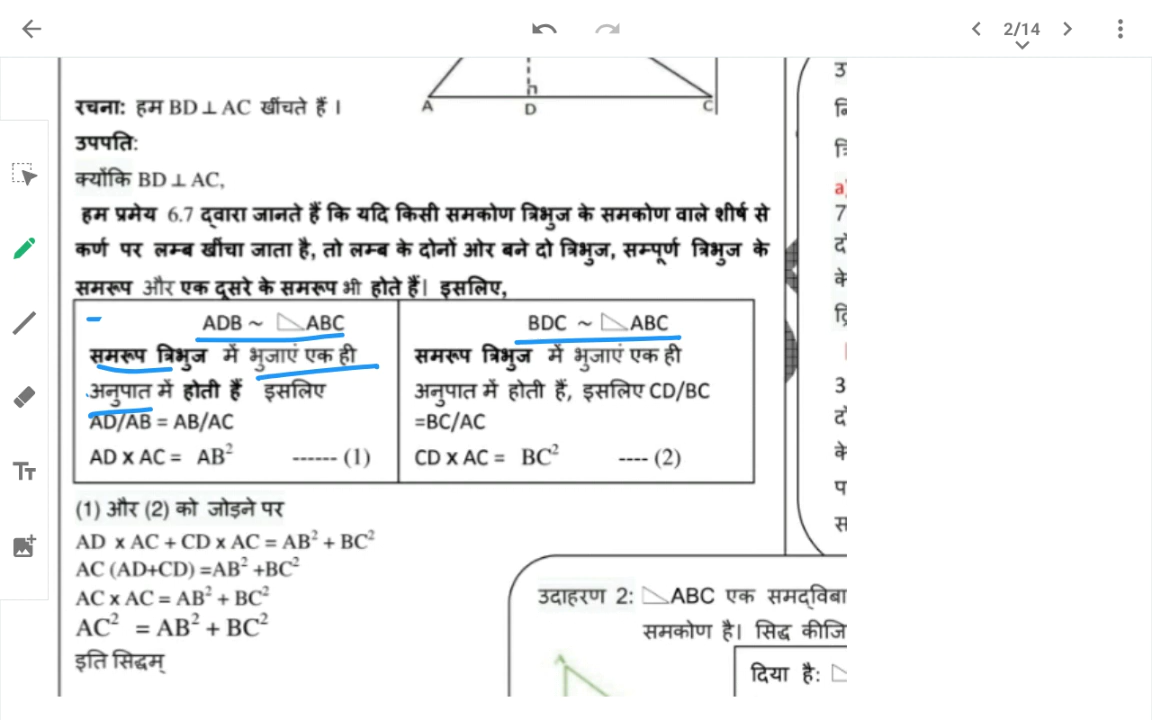 2/14
A
D
C
h
रचना: हम BD ⊥ AC खींचते हैं ।
उपपति:
क्योंकि BD ⊥ AC,
हम प्रमेय 6.7 द्वारा जानते हैं कि यदि किसी समकोण त्रिभुज के समकोण वाले शीर्ष से
कर्ण पर लम्ब खींचा जाता है, तो लम्ब के दोनों ओर बने दो त्रिभुज, सम्पूर्ण त्रिभुज के
समरूप और एक दूसरे के समरूप भी होते हैं। इसलिए,
ADB ~ ◺ABC
समरूप त्रिभुज में भुजाएं एक ही
अनुपात में होती हैं इसलिए
AD/AB = AB/AC
AD x AC = AB² ------ (1)
BDC ~ ◺ABC
समरूप त्रिभुज में भुजाएं एक ही
अनुपात में होती हैं, इसलिए CD/BC
=BC/AC
CD x AC = BC² ---- (2)
(1) और (2) को जोड़ने पर
AD x AC + CD x AC = AB² + BC²
AC (AD+CD) =AB² +BC²
AC x AC = AB² + BC²
AC² = AB² + BC²
इति सिद्धम्
उदाहरण 2: ◺ABC एक समद्विबा
समकोण है। सिद्ध कीजि
दिया है: ◺
A
a)
7
के
3
के
प
स
Tт